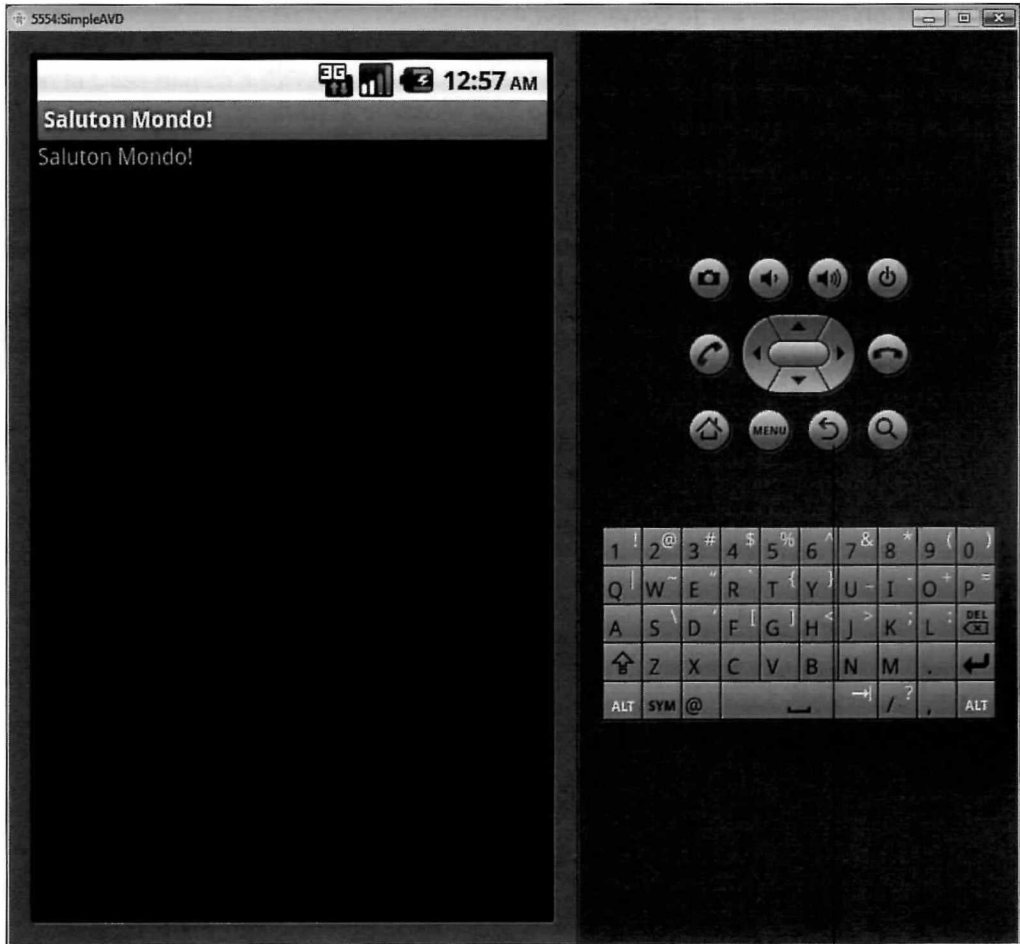 5554:SimpleAVD
3G 12:57 AM
Saluton Mondo!
Saluton Mondo!
MENU
1 ! 2 @ 3 # 4 $ 5 % 6 ^ 7 & 8 * 9 ( 0 )
Q | W ~ E " R ` T { Y } U _ I - O + P =
A S \ D ' F [ G ] H < J > K ; L : DEL
Z X C V B N M .
ALT SYM @ / ? , ALT